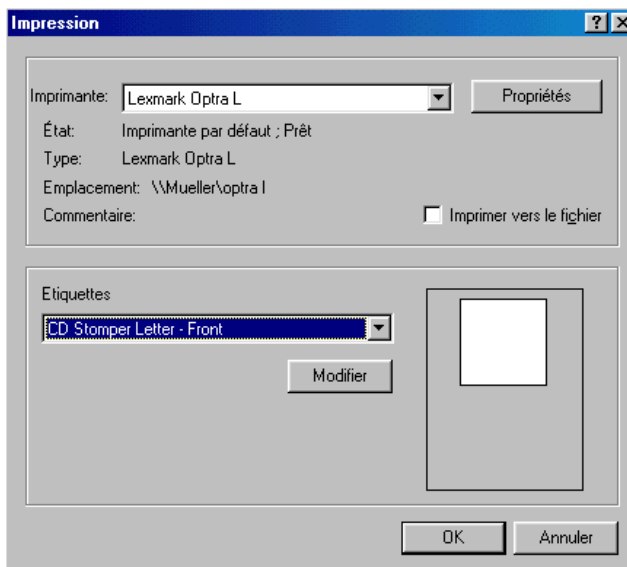 Impression
Imprimante: Lexmark Optra L Propriétés
État: Imprimante par défaut ; Prêt
Type: Lexmark Optra L
Emplacement: \\Mueller\optra l
Commentaire: Imprimer vers le fichier
Etiquettes
CD Stomper Letter - Front
Modifier
OK Annuler